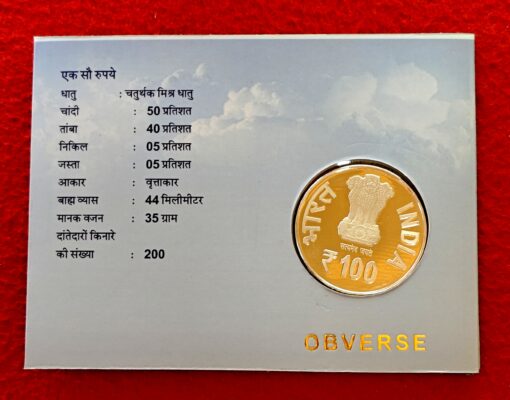 एक सौ रुपये
धातु : चतुर्थक मिश्र धातु
चांदी : 50 प्रतिशत
तांबा : 40 प्रतिशत
निकिल : 05 प्रतिशत
जस्ता : 05 प्रतिशत
आकार : वृत्ताकार
बाह्य व्यास : 44 मिलीमीटर
मानक वजन : 35 ग्राम
दांतेदारों किनारे
की संख्या : 200
भारत
INDIA
सत्यमेव जयते
₹ 100
OBVERSE